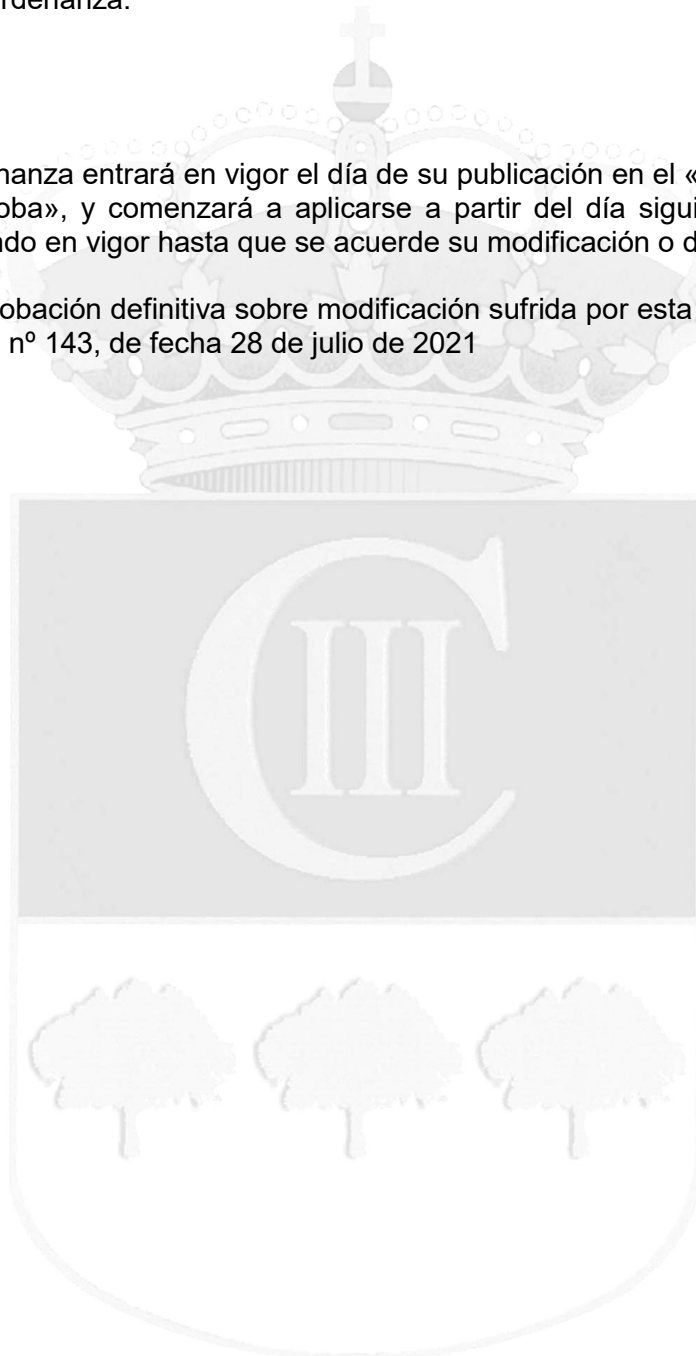 rdenanza.
nanza entrará en vigor el día de su publicación en el «
oba», y comenzará a aplicarse a partir del día sigui
ndo en vigor hasta que se acuerde su modificación o d
obación definitiva sobre modificación sufrida por esta
nº 143, de fecha 28 de julio de 2021
CIII